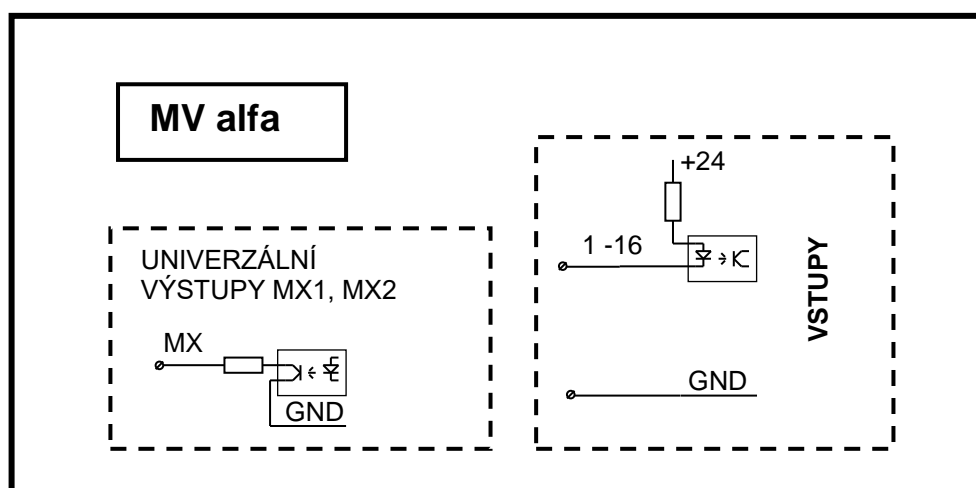 MV alfa
UNIVERZÁLNÍ
VÝSTUPY MX1, MX2
MX
GND
+24
1 -16
GND
VSTUPY